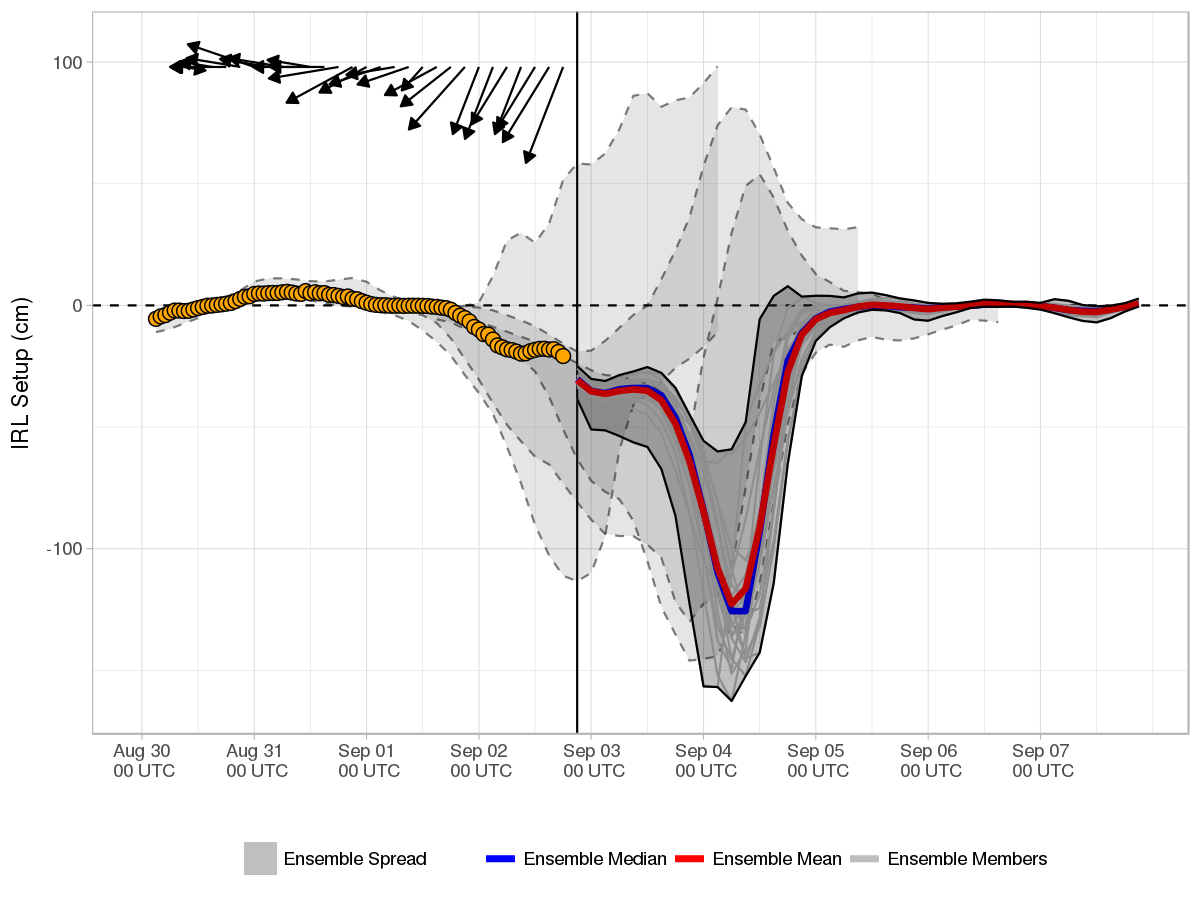 100
0
-100
IRL Setup (cm)
Aug 30 Aug 31 Sep 01 Sep 02 Sep 03 Sep 04 Sep 05 Sep 06 Sep 07
00 UTC 00 UTC 00 UTC 00 UTC 00 UTC 00 UTC 00 UTC 00 UTC 00 UTC
Ensemble Spread Ensemble Median Ensemble Mean Ensemble Members